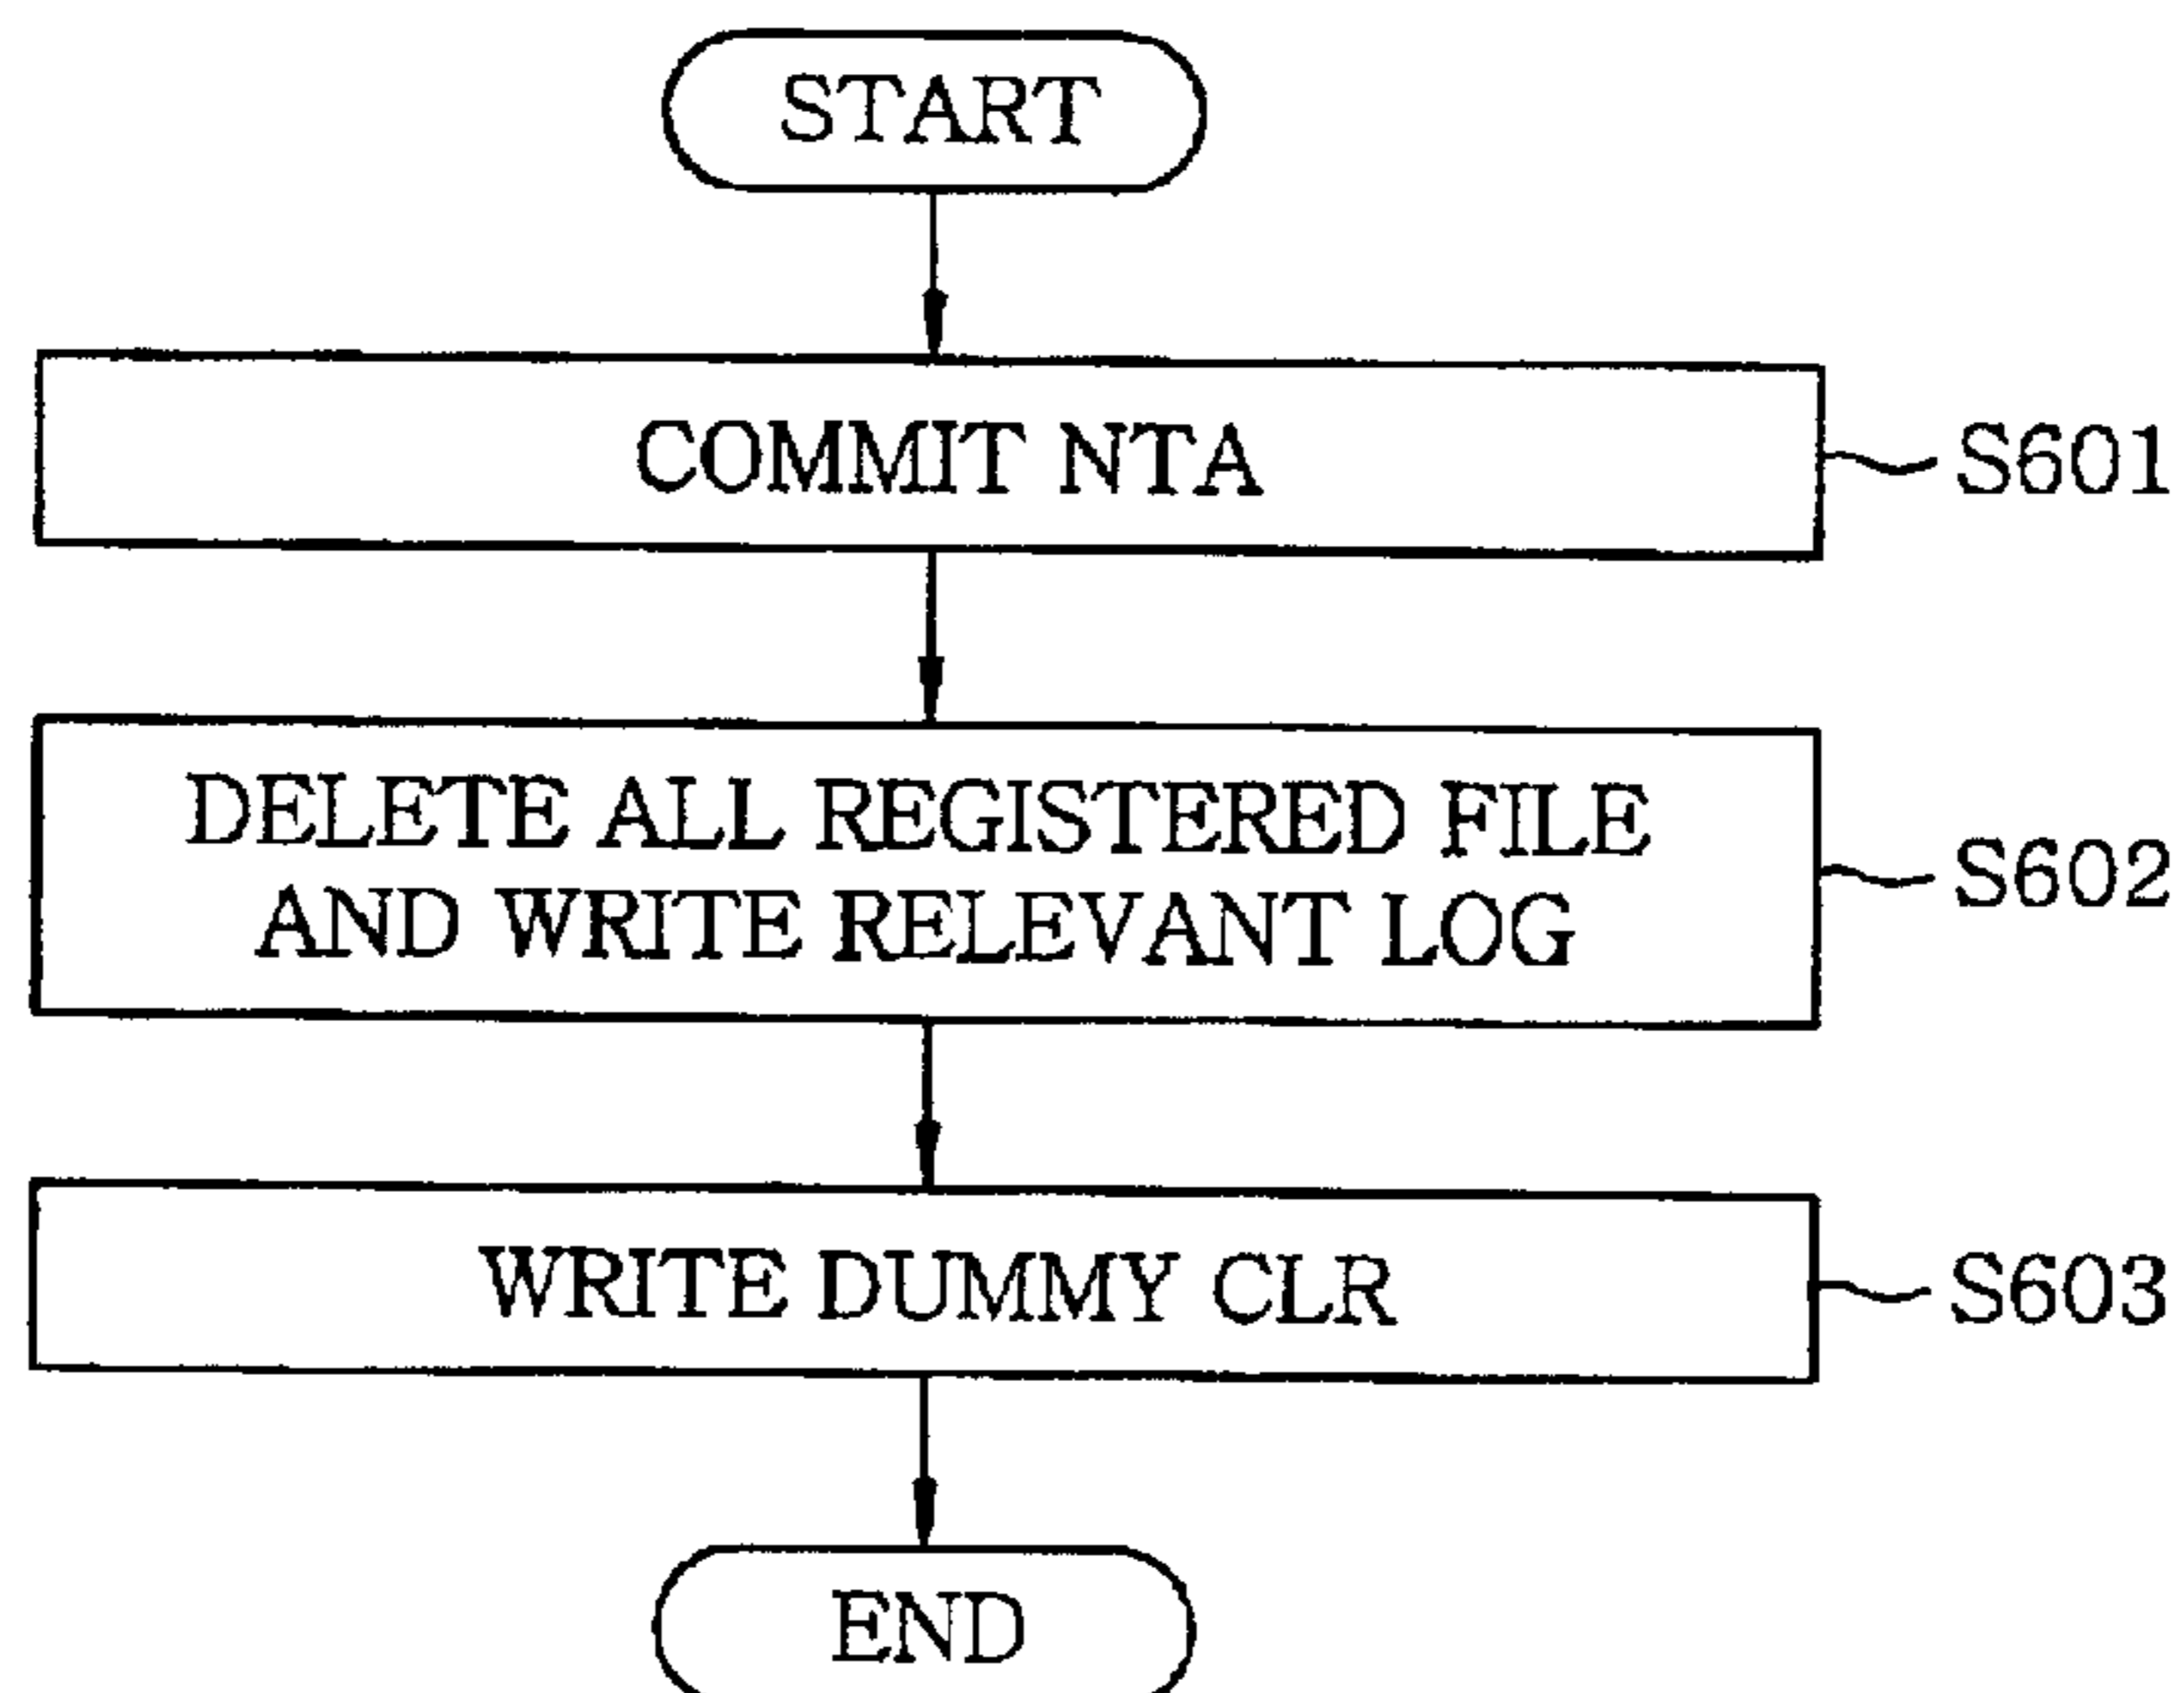 START
COMMIT NTA
S601
DELETE ALL REGISTERED FILE
AND WRITE RELEVANT LOG
S602
WRITE DUMMY CLR
S603
END